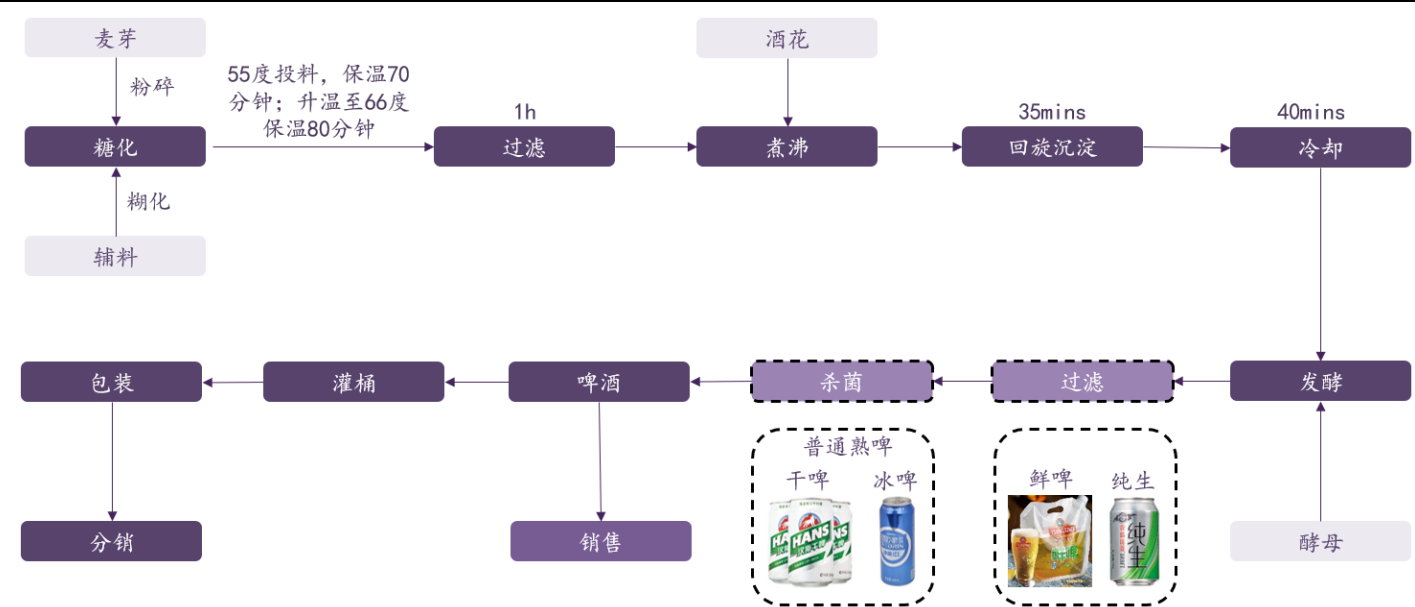 麦芽
酒花
粉碎
55度投料，保温70
分钟；升温至66度
保温80分钟
1h
35mins
40mins
糖化
过滤
煮沸
回旋沉淀
冷却
糊化
辅料
包装
灌桶
啤酒
杀菌
过滤
发酵
普通熟啤
干啤
冰啤
鲜啤
纯生
HANS
纯生
分销
销售
酵母